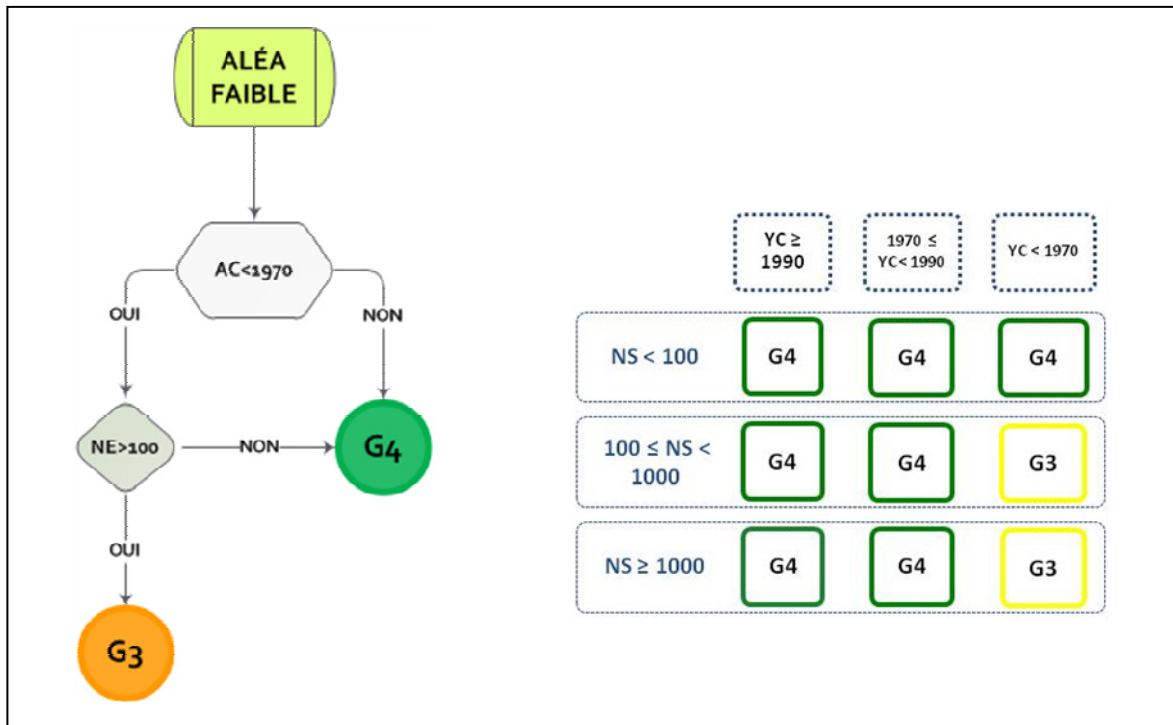 ALÉA
FAIBLE
AC<1970
OUI
NON
NE>100
NON
G4
OUI
G3
YC ≥
1990
1970 ≤
YC< 1990
YC < 1970
NS < 100
G4
G4
G4
100 ≤ NS <
1000
G4
G4
G3
NS ≥ 1000
G4
G4
G3